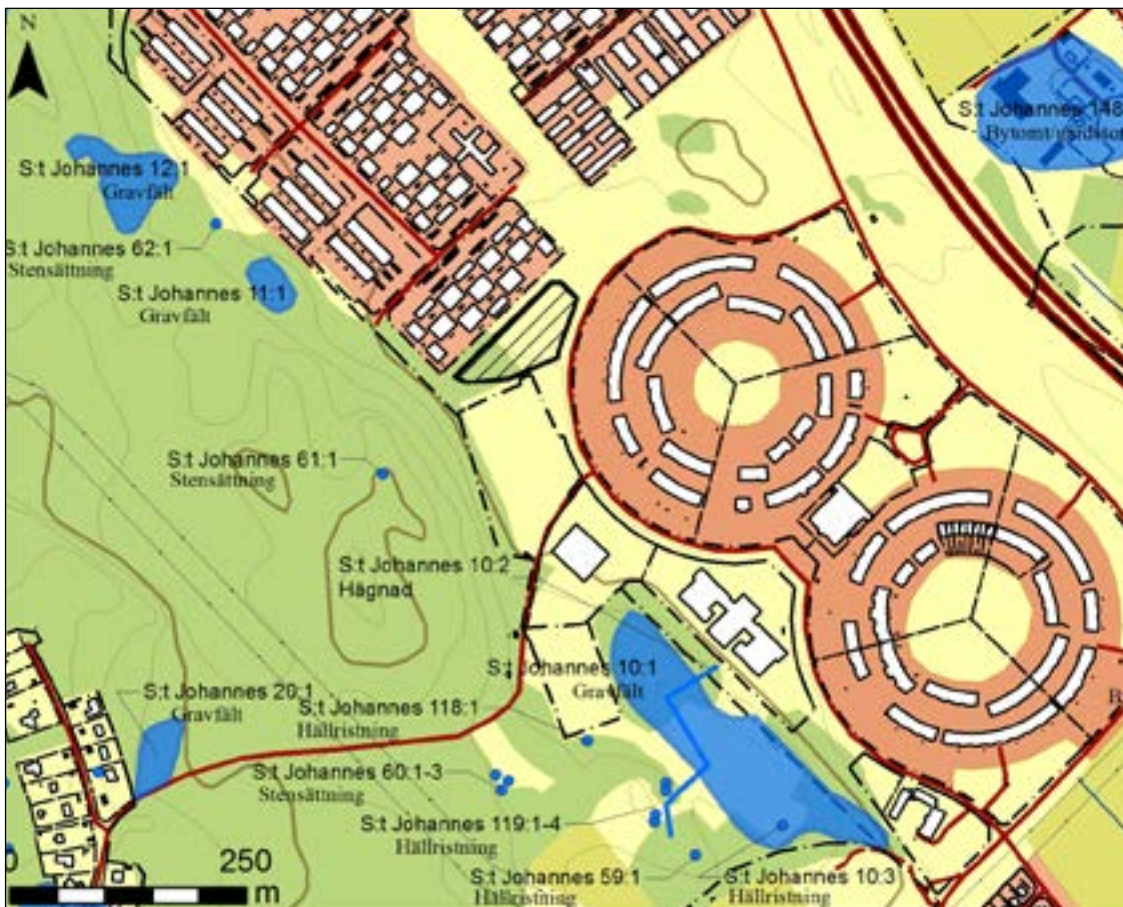 N
S:t Johannes 148
S:t Johannes 12:1
Gravfält
S:t Johannes 62:1
Stensättning
S:t Johannes 11:1
Gravfält
S:t Johannes 61:1
Stensättning
S:t Johannes 10:2
Hägnad
S:t Johannes 10:1
Gravfält
S:t Johannes 20:1
Gravfält
S:t Johannes 118:1
Hällristning
S:t Johannes 60:1-3
Stensättning
S:t Johannes 119:1-4
Hällristning
S:t Johannes 59:1
Hällristning
S:t Johannes 10:3
Hällristning
B
0
250
m